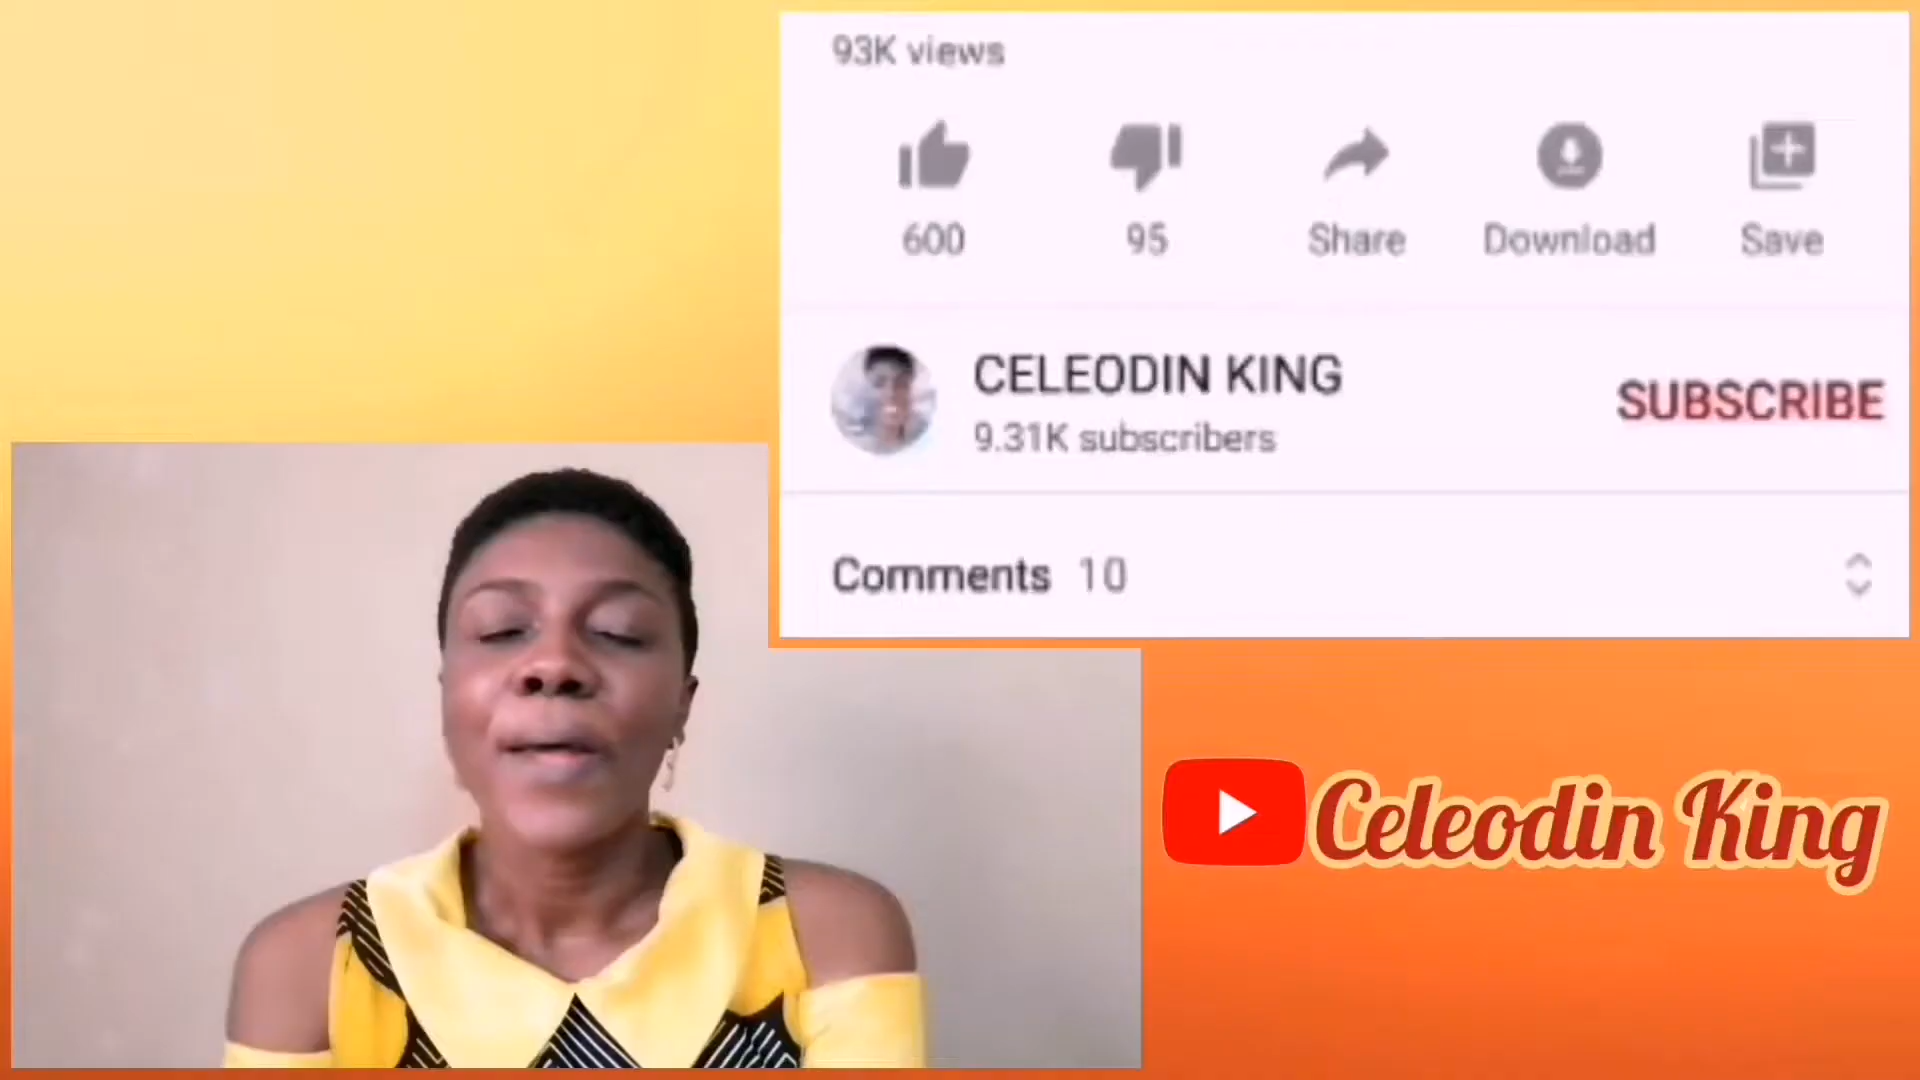 93K views
600 95 Share Download Save
CELEODIN KING
9.31K subscribers
SUBSCRIBE
Comments 10
Celeodin King